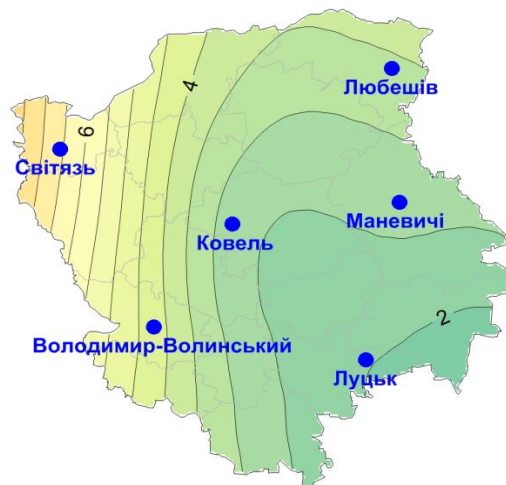 Любешів
4
6
Світязь
Маневичі
Ковель
2
Володимир-Волинський
Луцьк